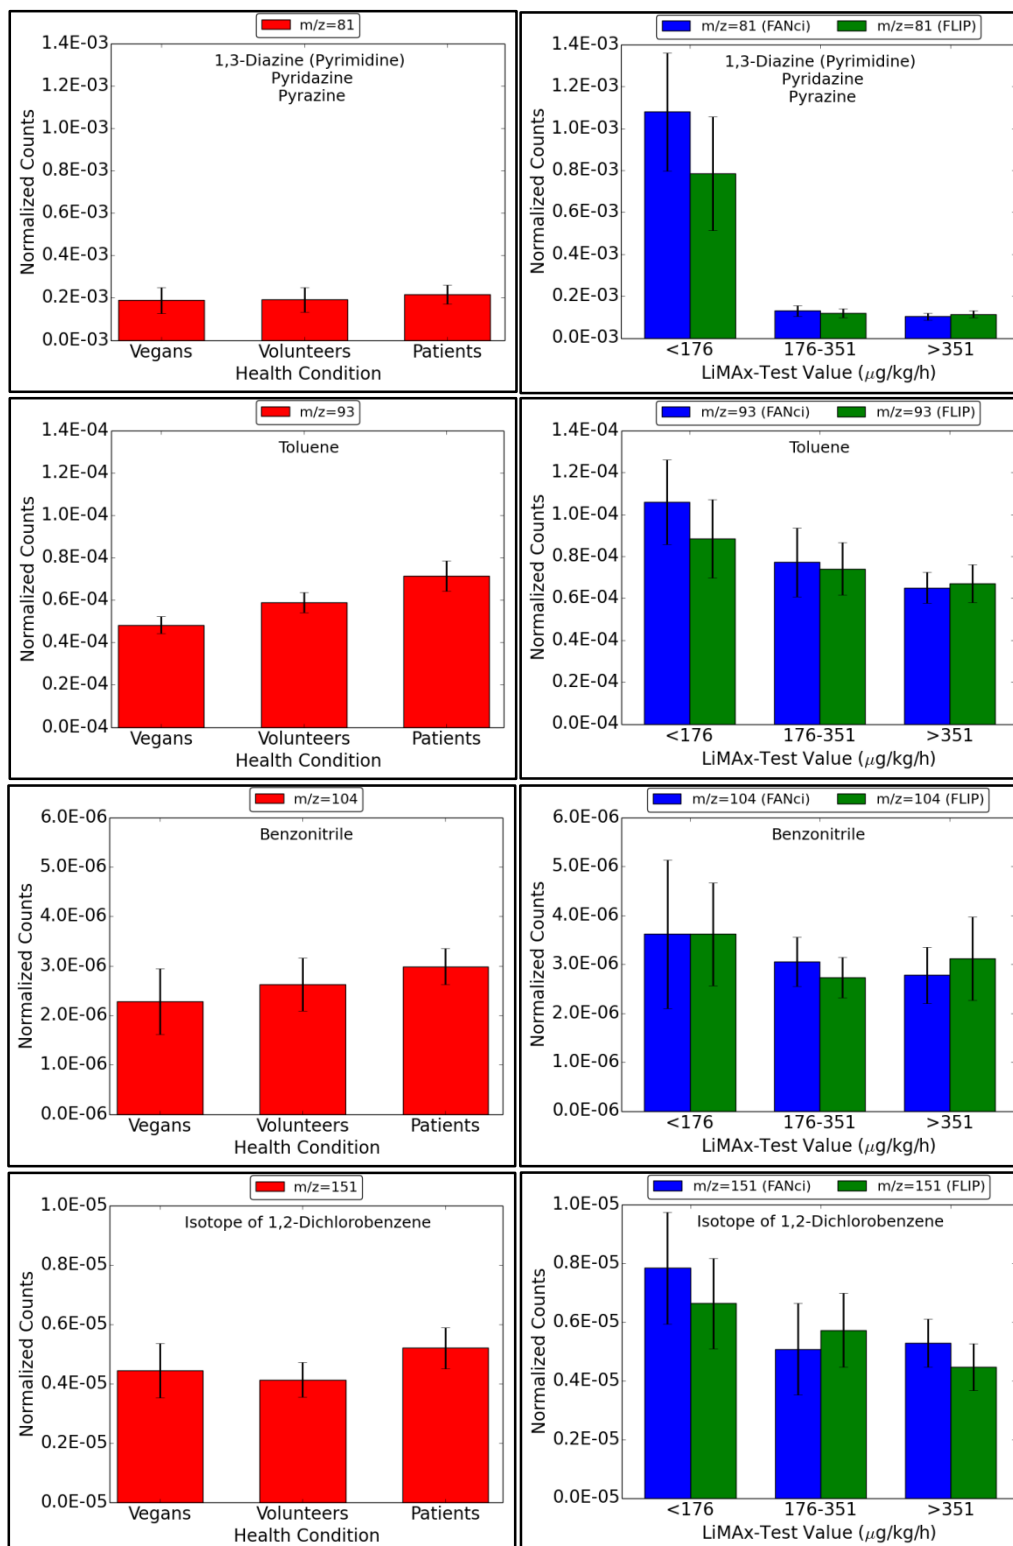 m/z=81
1.4E-03
1.2E-03
1.0E-03
0.8E-03
0.6E-03
0.4E-03
0.2E-03
0.0E-03
Normalized Counts
1,3-Diazine (Pyrimidine)
Pyridazine
Pyrazine
Vegans Volunteers Patients
Health Condition
m/z=81 (FANci) m/z=81 (FLIP)
1.4E-03
1.2E-03
1.0E-03
0.8E-03
0.6E-03
0.4E-03
0.2E-03
0.0E-03
Normalized Counts
1,3-Diazine (Pyrimidine)
Pyridazine
Pyrazine
<176 176-351 >351
LiMAx-Test Value (μg/kg/h)
m/z=93
1.4E-04
1.2E-04
1.0E-04
0.8E-04
0.6E-04
0.4E-04
0.2E-04
0.0E-04
Normalized Counts
Toluene
Vegans Volunteers Patients
Health Condition
m/z=93 (FANci) m/z=93 (FLIP)
1.4E-04
1.2E-04
1.0E-04
0.8E-04
0.6E-04
0.4E-04
0.2E-04
0.0E-04
Normalized Counts
Toluene
<176 176-351 >351
LiMAx-Test Value (μg/kg/h)
m/z=104
6.0E-06
5.0E-06
4.0E-06
3.0E-06
2.0E-06
1.0E-06
0.0E-06
Normalized Counts
Benzonitrile
Vegans Volunteers Patients
Health Condition
m/z=104 (FANci) m/z=104 (FLIP)
6.0E-06
5.0E-06
4.0E-06
3.0E-06
2.0E-06
1.0E-06
0.0E-06
Normalized Counts
Benzonitrile
<176 176-351 >351
LiMAx-Test Value (μg/kg/h)
m/z=151
1.0E-05
0.8E-05
0.6E-05
0.4E-05
0.2E-05
0.0E-05
Normalized Counts
Isotope of 1,2-Dichlorobenzene
Vegans Volunteers Patients
Health Condition
m/z=151 (FANci) m/z=151 (FLIP)
1.0E-05
0.8E-05
0.6E-05
0.4E-05
0.2E-05
0.0E-05
Normalized Counts
Isotope of 1,2-Dichlorobenzene
<176 176-351 >351
LiMAx-Test Value (μg/kg/h)